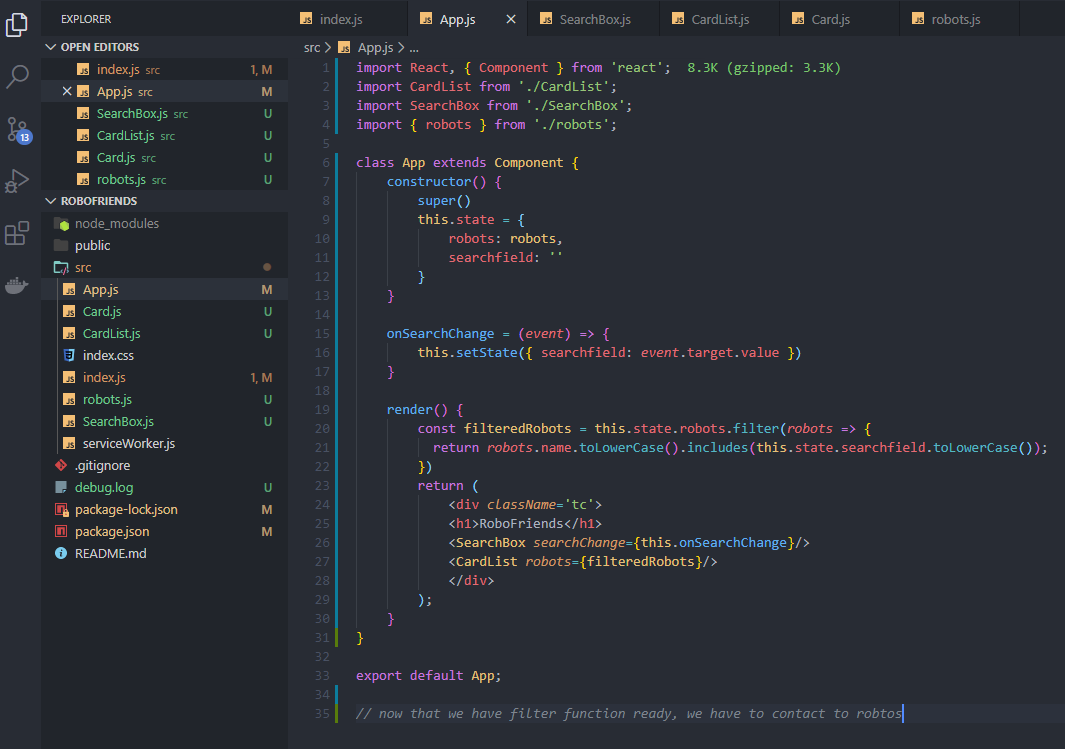 EXPLORER
OPEN EDITORS
JS index.js src 1, M
JS App.js src M
JS SearchBox.js src U
JS CardList.js src U
JS Card.js src U
JS robots.js src U
ROBOFRIENDS
node_modules
public
src
JS App.js M
JS Card.js U
JS CardList.js U
index.css
JS index.js 1, M
JS robots.js U
JS SearchBox.js U
JS serviceWorker.js
.gitignore
debug.log U
package-lock.json M
package.json M
README.md
13
JS index.js JS App.js JS SearchBox.js JS CardList.js JS Card.js JS robots.js
src > JS App.js > ...
1 import React, { Component } from 'react'; 8.3K (gzipped: 3.3K)
2 import CardList from './CardList';
3 import SearchBox from './SearchBox';
4 import { robots } from './robots';
5
6 class App extends Component {
7 constructor() {
8 super()
9 this.state = {
10 robots: robots,
11 searchfield: ''
12 }
13 }
14
15 onSearchChange = (event) => {
16 this.setState({ searchfield: event.target.value })
17 }
18
19 render() {
20 const filteredRobots = this.state.robots.filter(robots => {
21 return robots.name.toLowerCase().includes(this.state.searchfield.toLowerCase());
22 })
23 return (
24 <div className='tc'>
25 <h1>RoboFriends</h1>
26 <SearchBox searchChange={this.onSearchChange}/>
27 <CardList robots={filteredRobots}/>
28 </div>
29 );
30 }
31 }
32
33 export default App;
34
35 // now that we have filter function ready, we have to contact to robtos